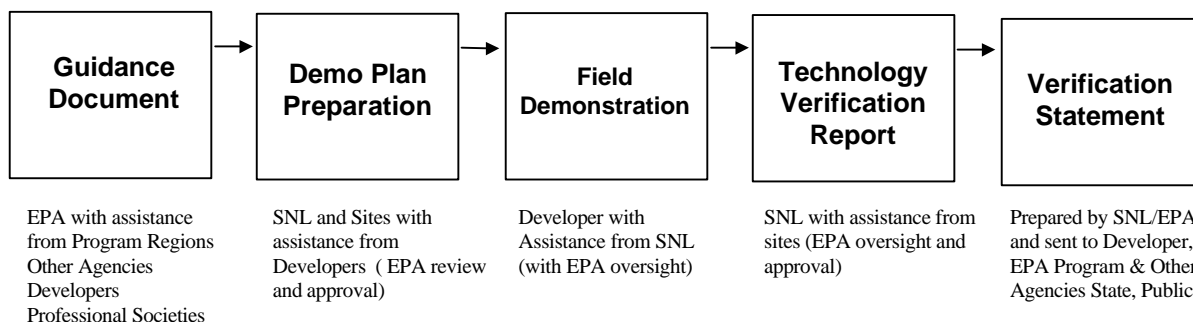 Guidance
Document
Demo Plan
Preparation
Field
Demonstration
Technology
Verification
Report
Verification
Statement
EPA with assistance
from Program Regions
Other Agencies
Developers
Professional Societies
SNL and Sites with
assistance from
Developers ( EPA review
and approval)
Developer with
Assistance from SNL
(with EPA oversight)
SNL with assistance from
sites (EPA oversight and
approval)
Prepared by SNL/EPA
and sent to Developer,
EPA Program & Other
Agencies State, Public